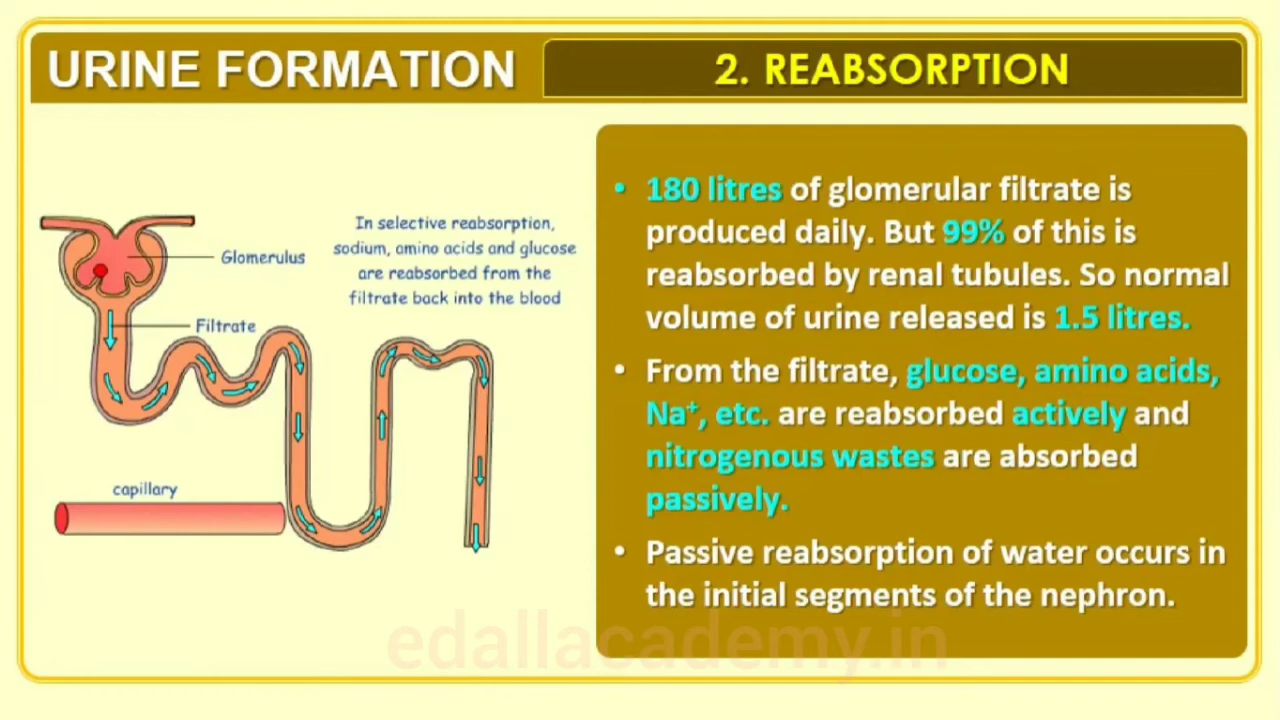 URINE FORMATION
2. REABSORPTION
In selective reabsorption,
sodium, amino acids and glucose
are reabsorbed from the
filtrate back into the blood
Glomerulus
Filtrate
capillary
• 180 litres of glomerular filtrate is
produced daily. But 99% of this is
reabsorbed by renal tubules. So normal
volume of urine released is 1.5 litres.
• From the filtrate, glucose, amino acids,
Na⁺, etc. are reabsorbed actively and
nitrogenous wastes are absorbed
passively.
• Passive reabsorption of water occurs in
the initial segments of the nephron.
edallacademy.in